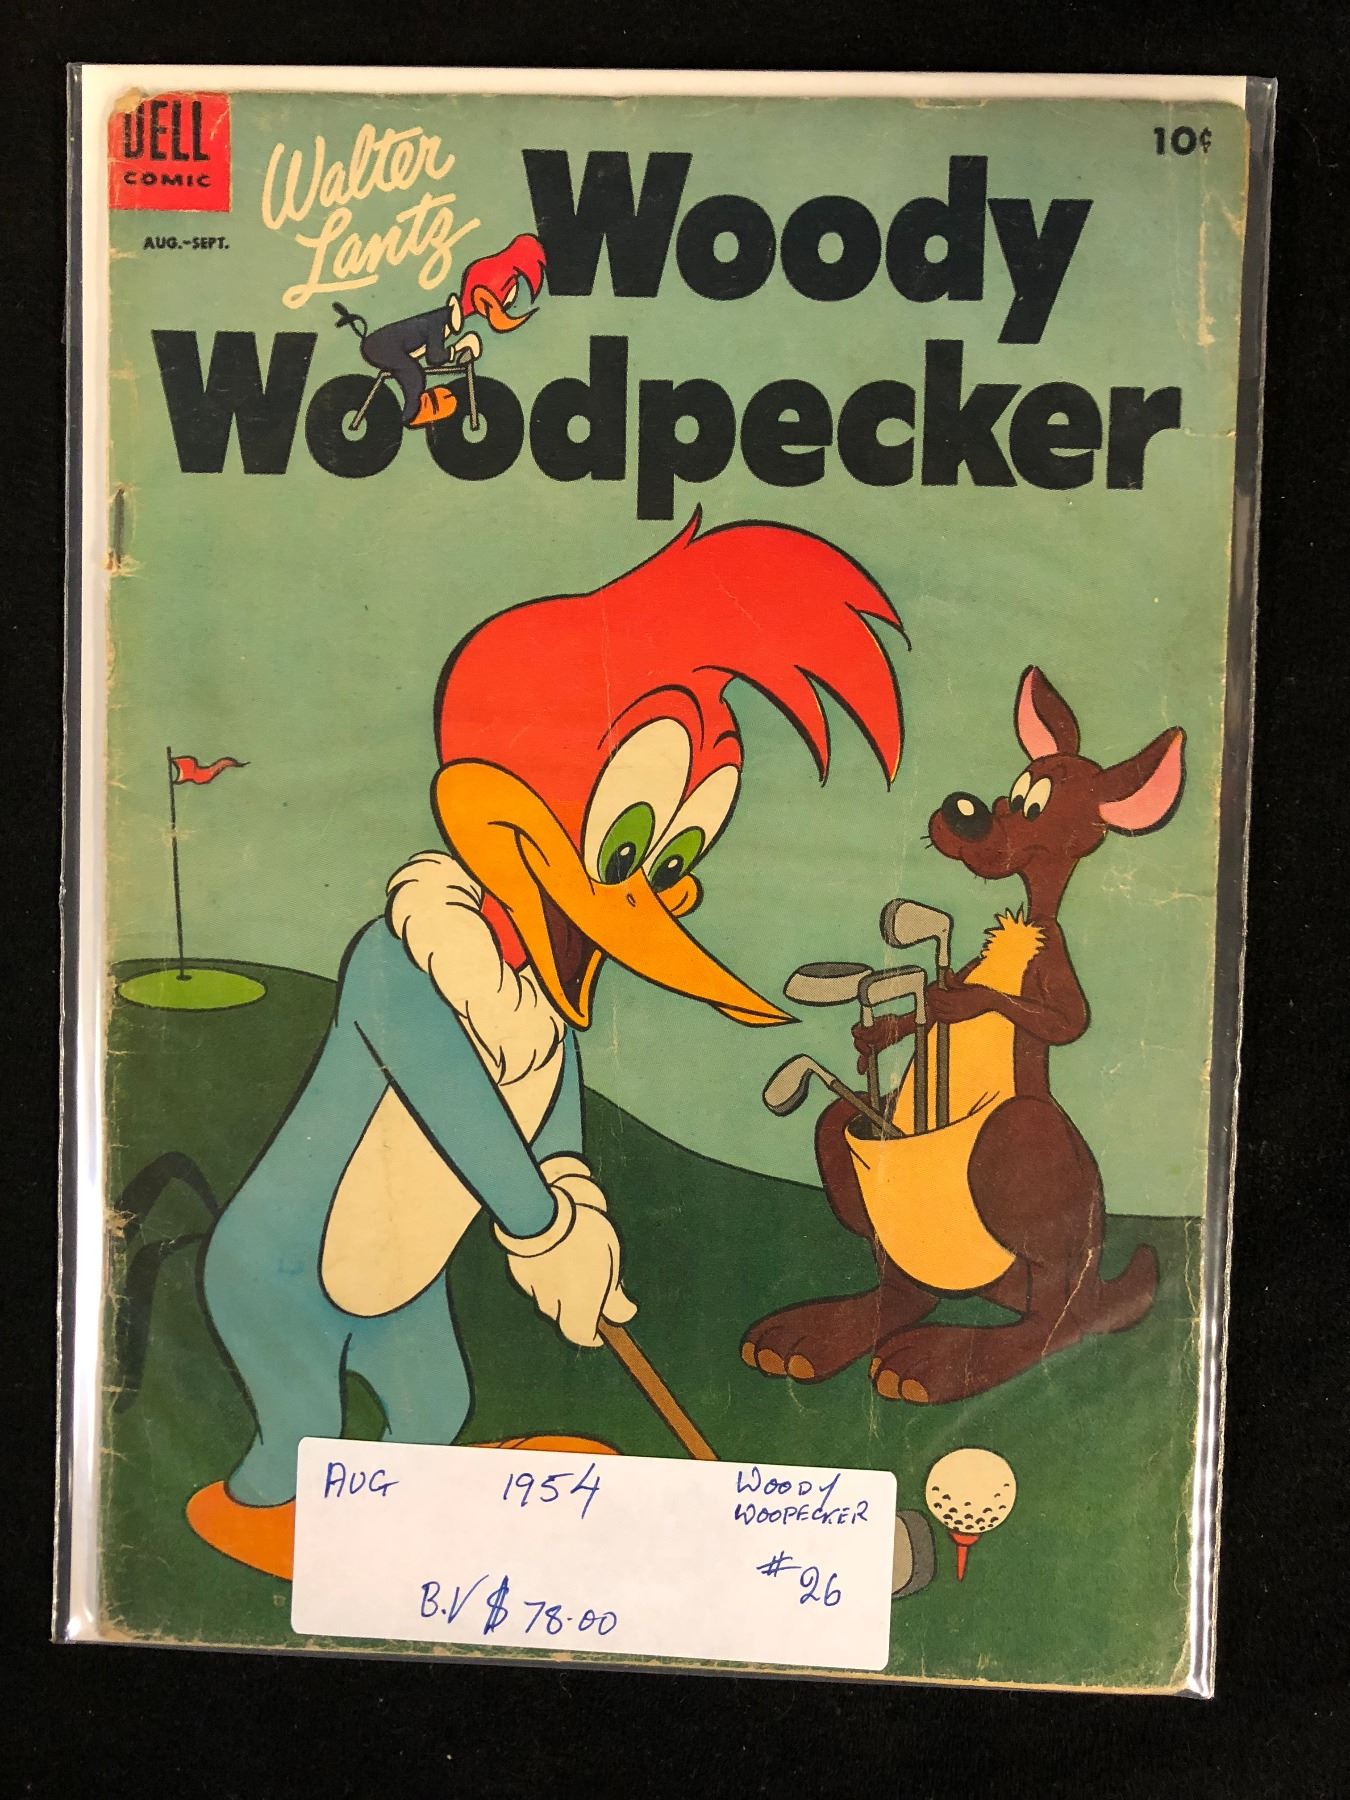 DELL
COMIC
AUG.-SEPT.
Walter
Lantz
10¢
Woody
Woodpecker
AUG 1954 WOODY
WOOPECKER
# 26
B.V $ 78.00